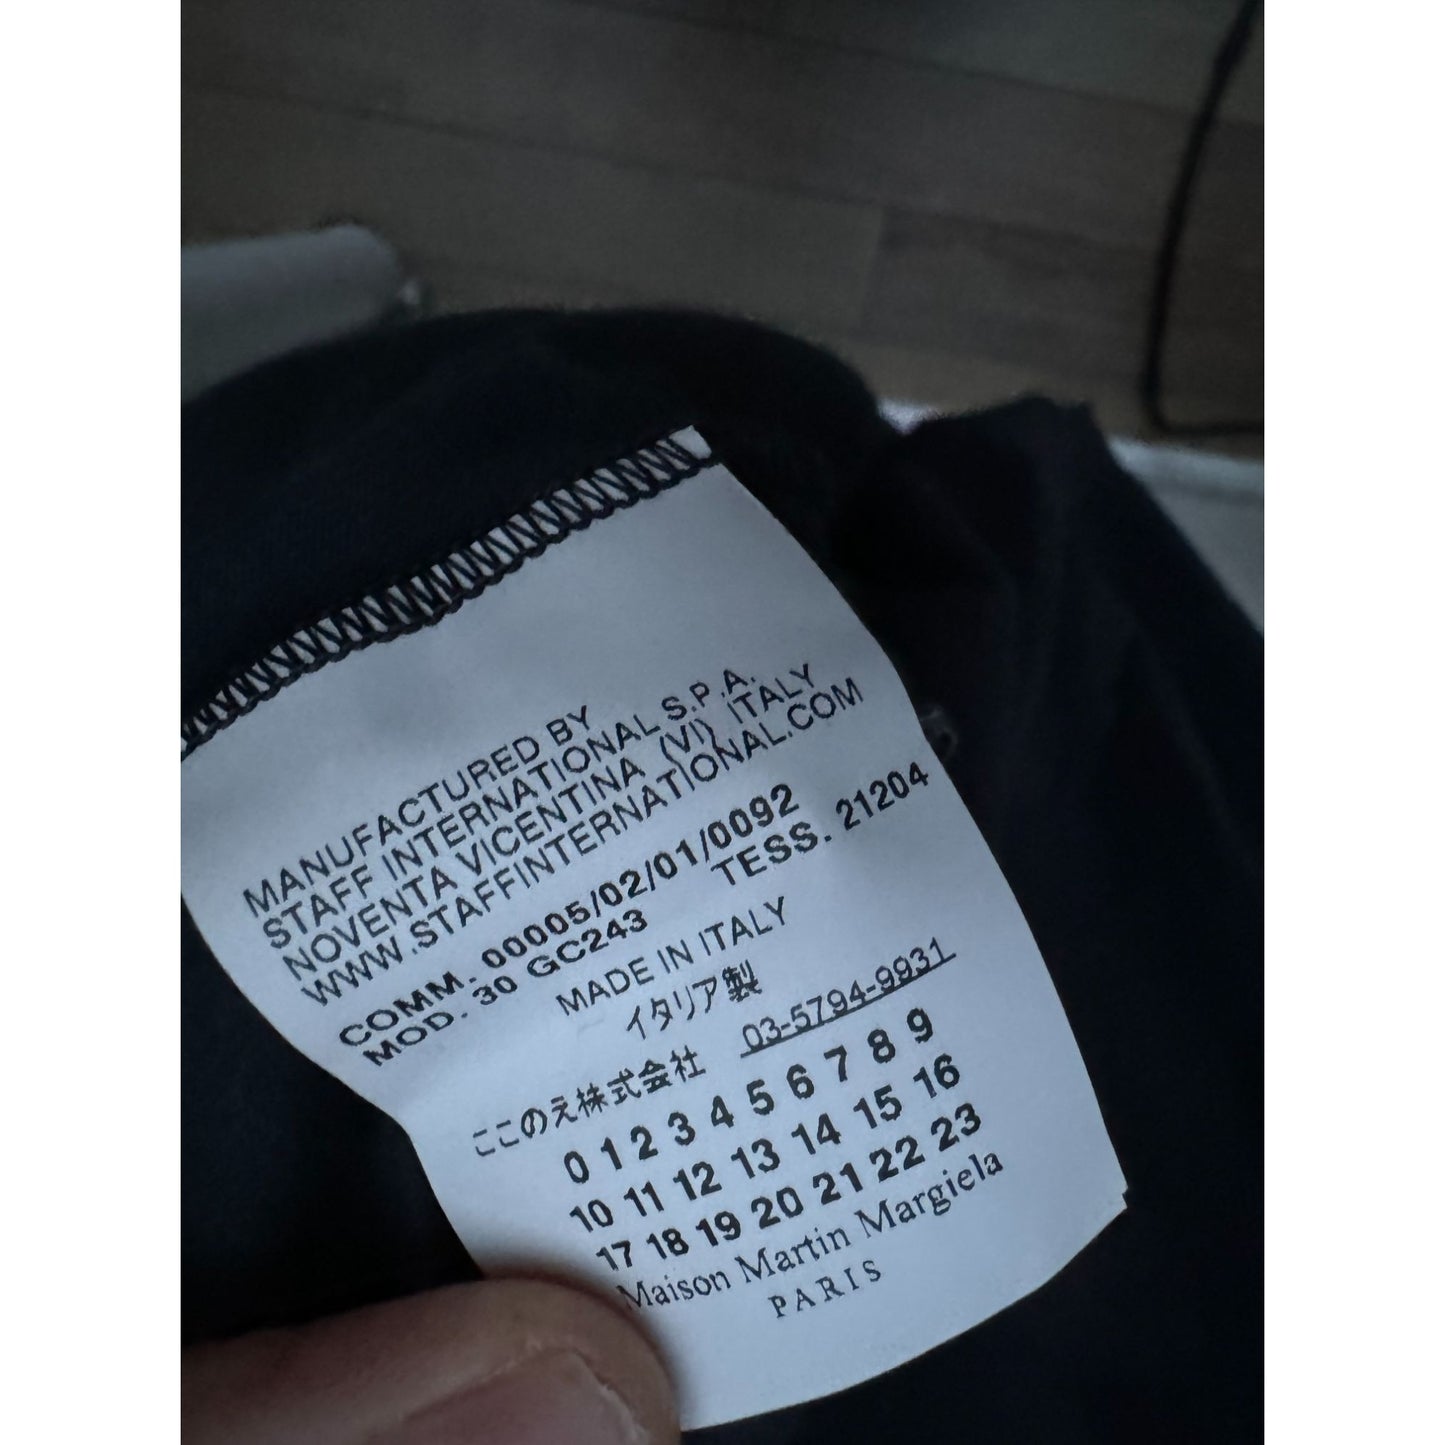 MANUFACTURED BY
STAFF INTERNATIONAL S.P.A.
NOVENTA VICENTINA (VI) ITALY
WWW.STAFFINTERNATIONAL.COM
COMM. 00005/02/01/0092
MOD. 30 GC243 TESS. 21204
MADE IN ITALY
イタリア製
ここのえ株式会社 03-5794-9931
0 1 2 3 4 5 6 7 8 9
10 11 12 13 14 15 16
17 18 19 20 21 22 23
Maison Martin Margiela
PARIS